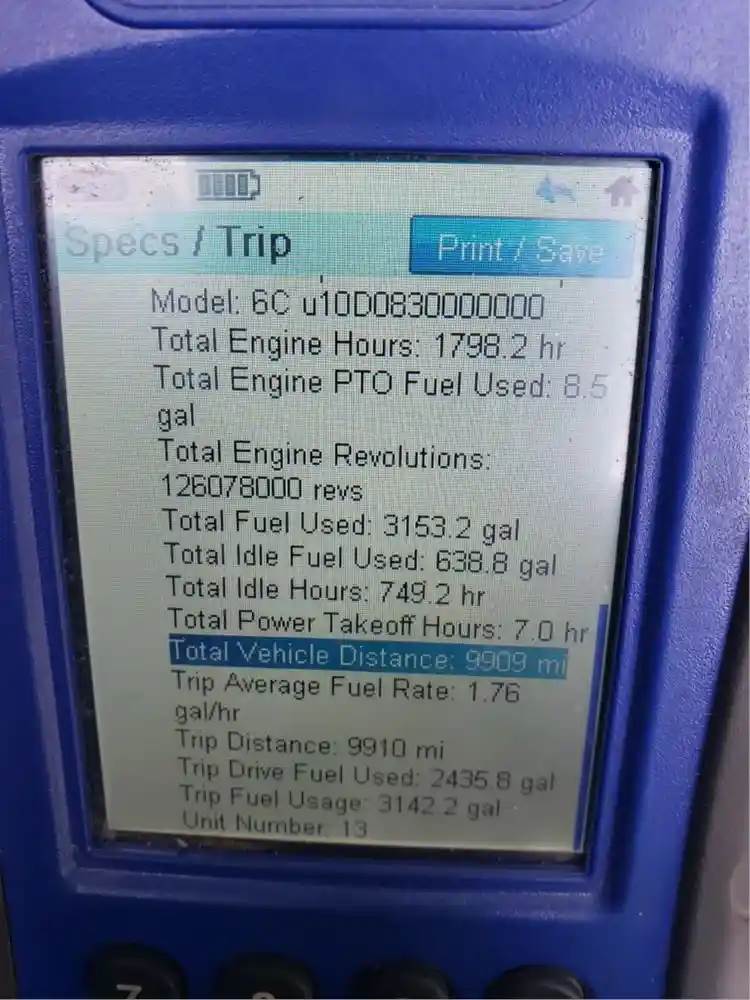 Specs / Trip
Print / Save
Model: 6C u10D0830000000
Total Engine Hours: 1798.2 hr
Total Engine PTO Fuel Used: 8.5
gal
Total Engine Revolutions:
126078000 revs
Total Fuel Used: 3153.2 gal
Total Idle Fuel Used: 638.8 gal
Total Idle Hours: 749.2 hr
Total Power Takeoff Hours: 7.0 hr
Total Vehicle Distance: 9909 mi
Trip Average Fuel Rate: 1.76
gal/hr
Trip Distance: 9910 mi
Trip Drive Fuel Used: 2435.8 gal
Trip Fuel Usage: 3142.2 gal
Unit Number: 13
7